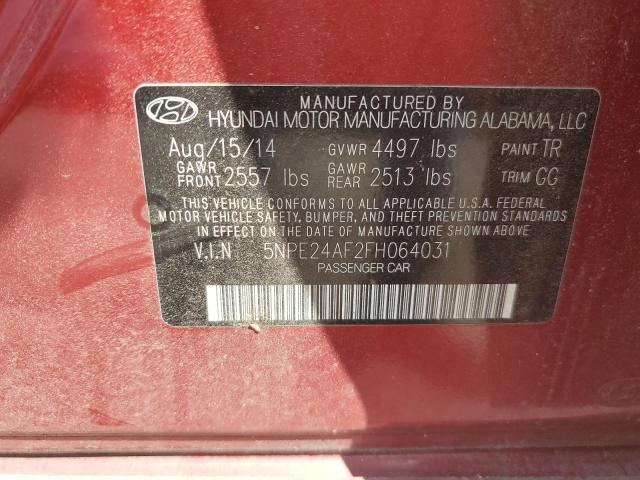 MANUFACTURED BY
HYUNDAI MOTOR MANUFACTURING ALABAMA, LLC
Aug/15/14 GVWR 4497 lbs PAINT TR
GAWR FRONT 2557 lbs GAWR REAR 2513 lbs TRIM GG
THIS VEHICLE CONFORMS TO ALL APPLICABLE U.S.A. FEDERAL
MOTOR VEHICLE SAFETY, BUMPER, AND THEFT PREVENTION STANDARDS
IN EFFECT ON THE DATE OF MANUFACTURE SHOWN ABOVE.
V.I.N 5NPE24AF2FH064031
PASSENGER CAR